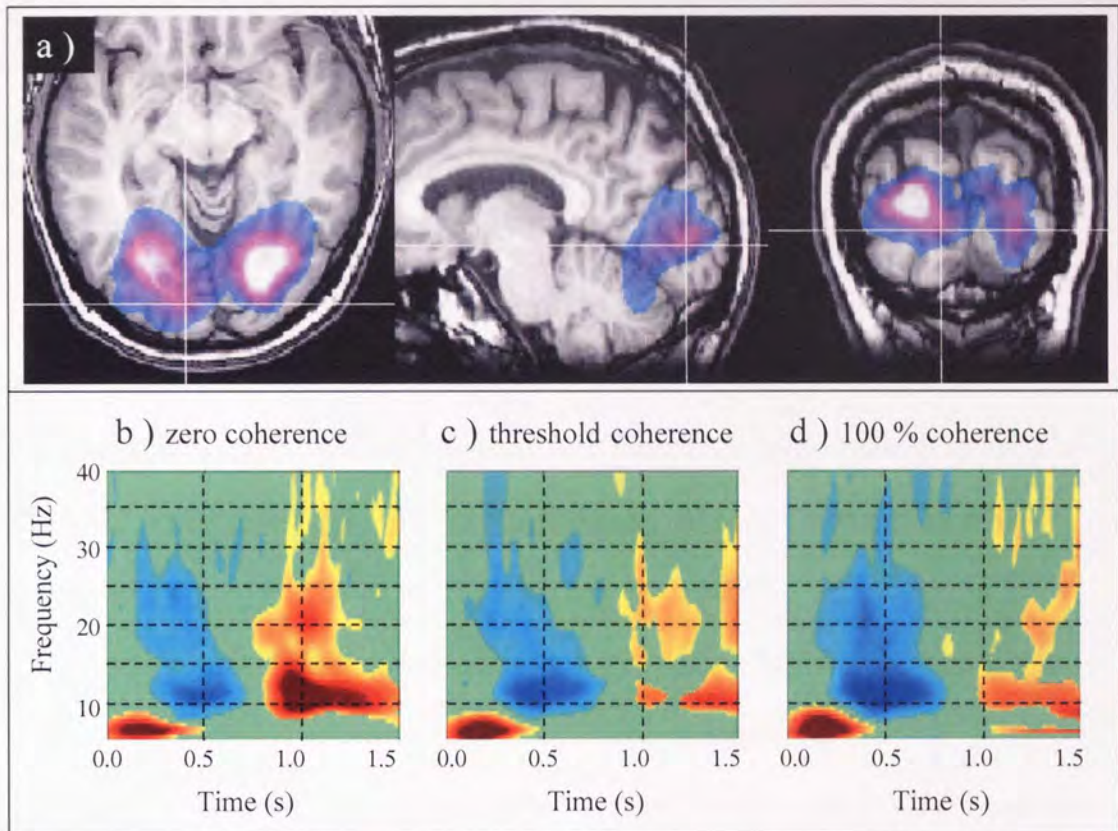 a )
b ) zero coherence
c ) threshold coherence
d ) 100 % coherence
Frequency (Hz)
40
30
20
10
0.0 0.5 1.0 1.5
0.0 0.5 1.0 1.5
0.0 0.5 1.0 1.5
Time (s)
Time (s)
Time (s)